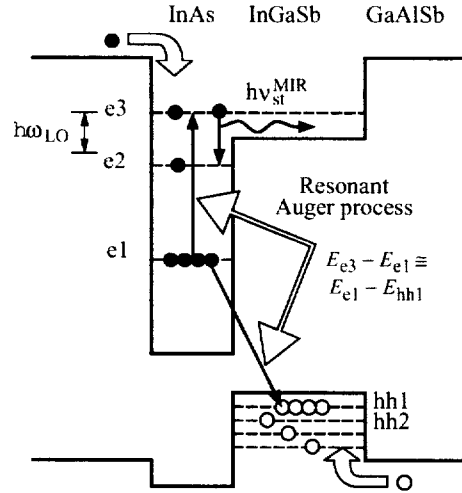 InAs InGaSb GaAlSb
e3
hν_st^MIR
ħω_LO
e2
Resonant
Auger process
e1
E_e3 – E_e1 ≅
E_e1 – E_hh1
hh1
hh2